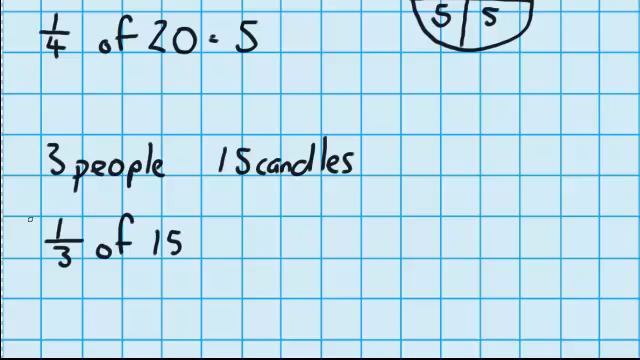 1/4 of 20 = 5
5 5
3 people 15 candles
1/3 of 15